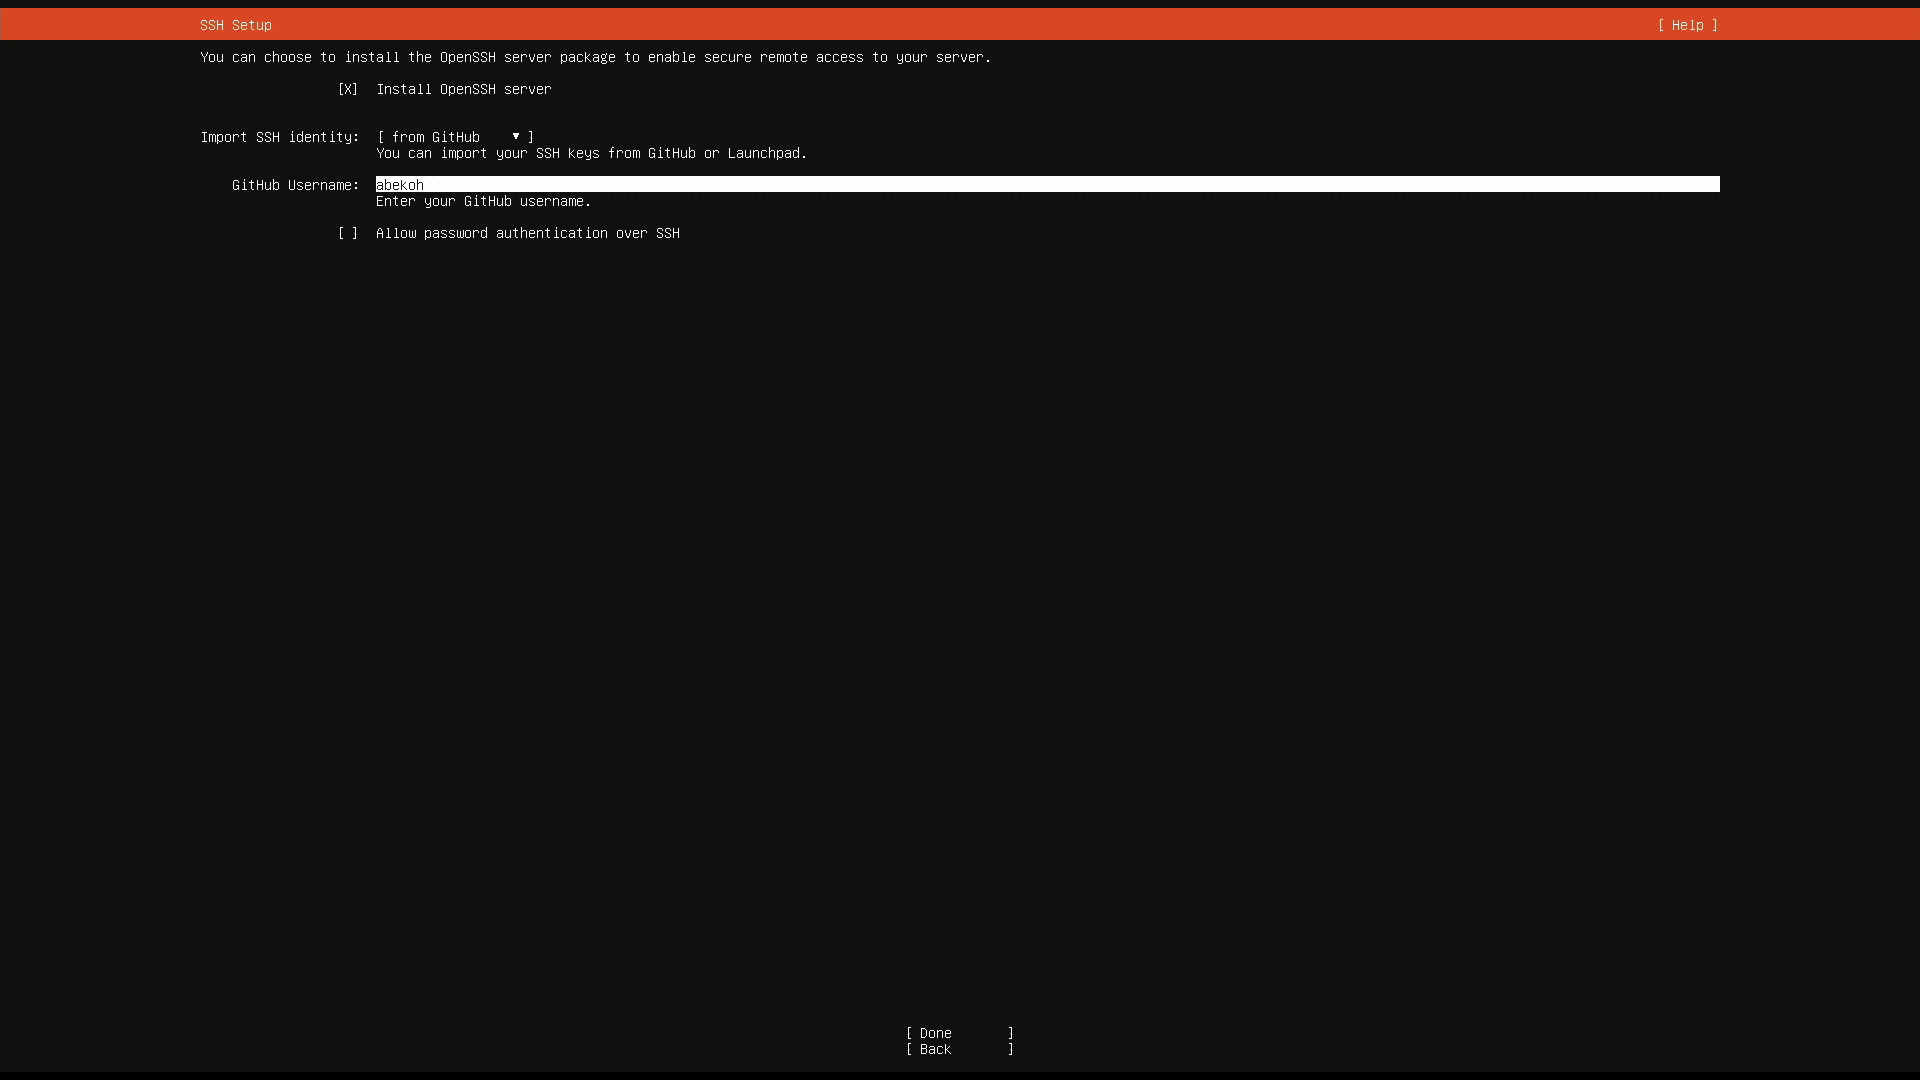 SSH Setup [ Help ]
You can choose to install the OpenSSH server package to enable secure remote access to your server.
[X] Install OpenSSH server
Import SSH identity: [ from GitHub ▾ ]
You can import your SSH keys from GitHub or Launchpad.
GitHub Username: abekoh
Enter your GitHub username.
[ ] Allow password authentication over SSH
[ Done ]
[ Back ]